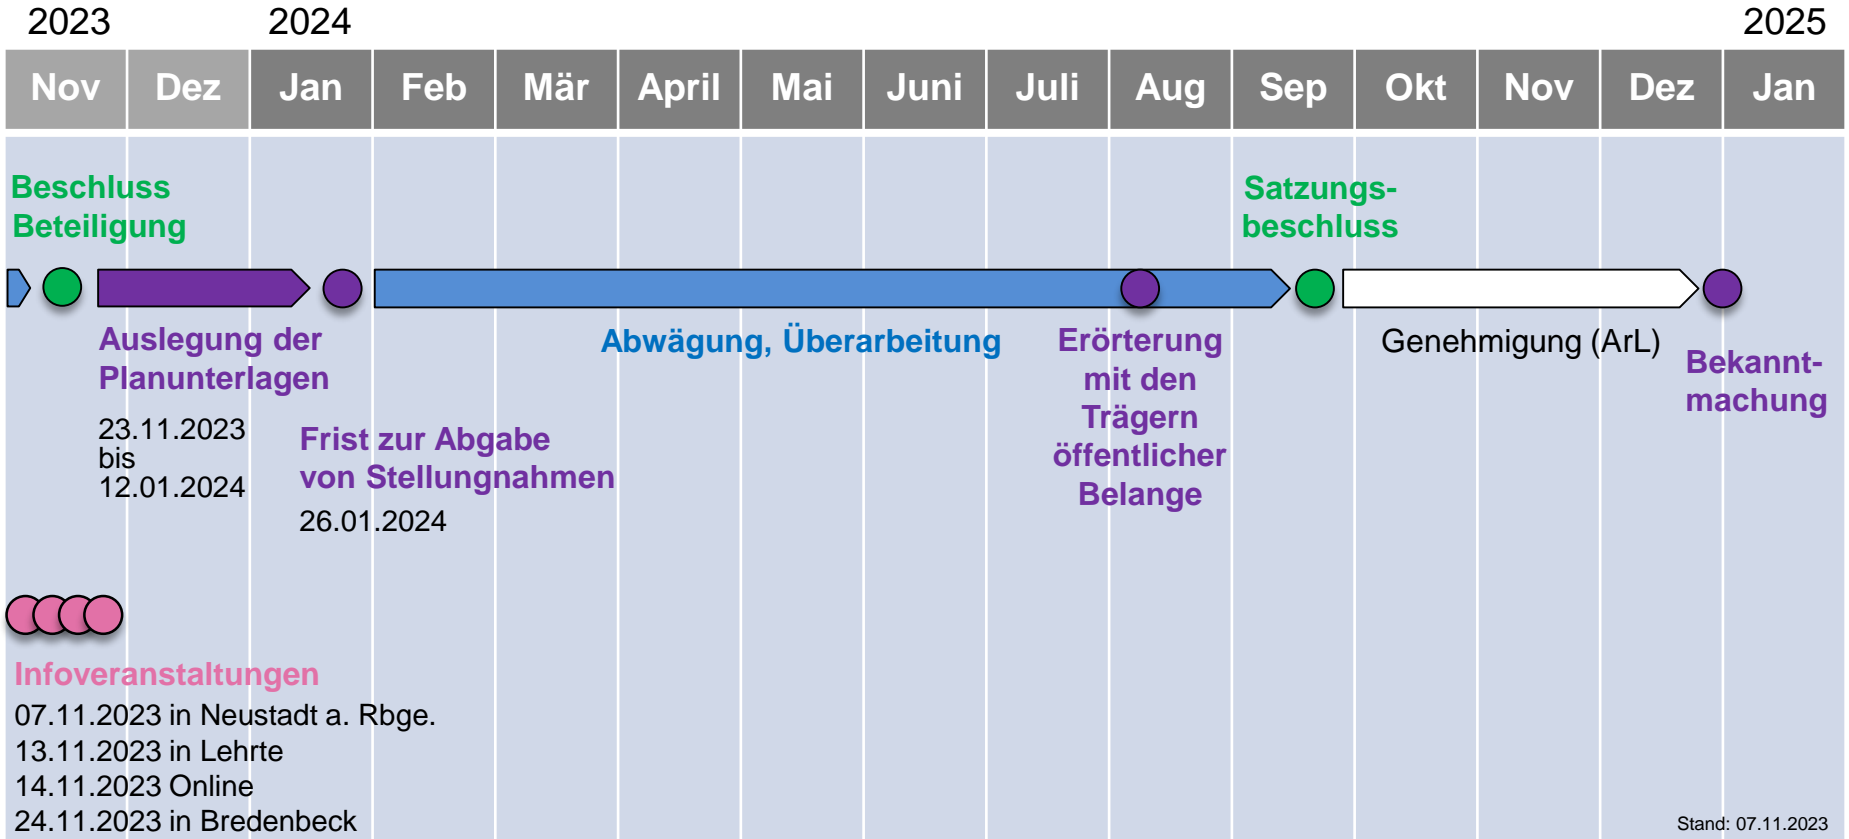 2023
2024
2025
Nov
Dez
Jan
Feb
Mär
April
Mai
Juni
Juli
Aug
Sep
Okt
Nov
Dez
Jan
Beschluss
Beteiligung
Satzungs-
beschluss
Auslegung der
Planunterlagen
23.11.2023
bis
12.01.2024
Frist zur Abgabe
von Stellungnahmen
26.01.2024
Abwägung, Überarbeitung
Erörterung
mit den
Trägern
öffentlicher
Belange
Genehmigung (ArL)
Bekannt-
machung
Infoveranstaltungen
07.11.2023 in Neustadt a. Rbge.
13.11.2023 in Lehrte
14.11.2023 Online
24.11.2023 in Bredenbeck
Stand: 07.11.2023